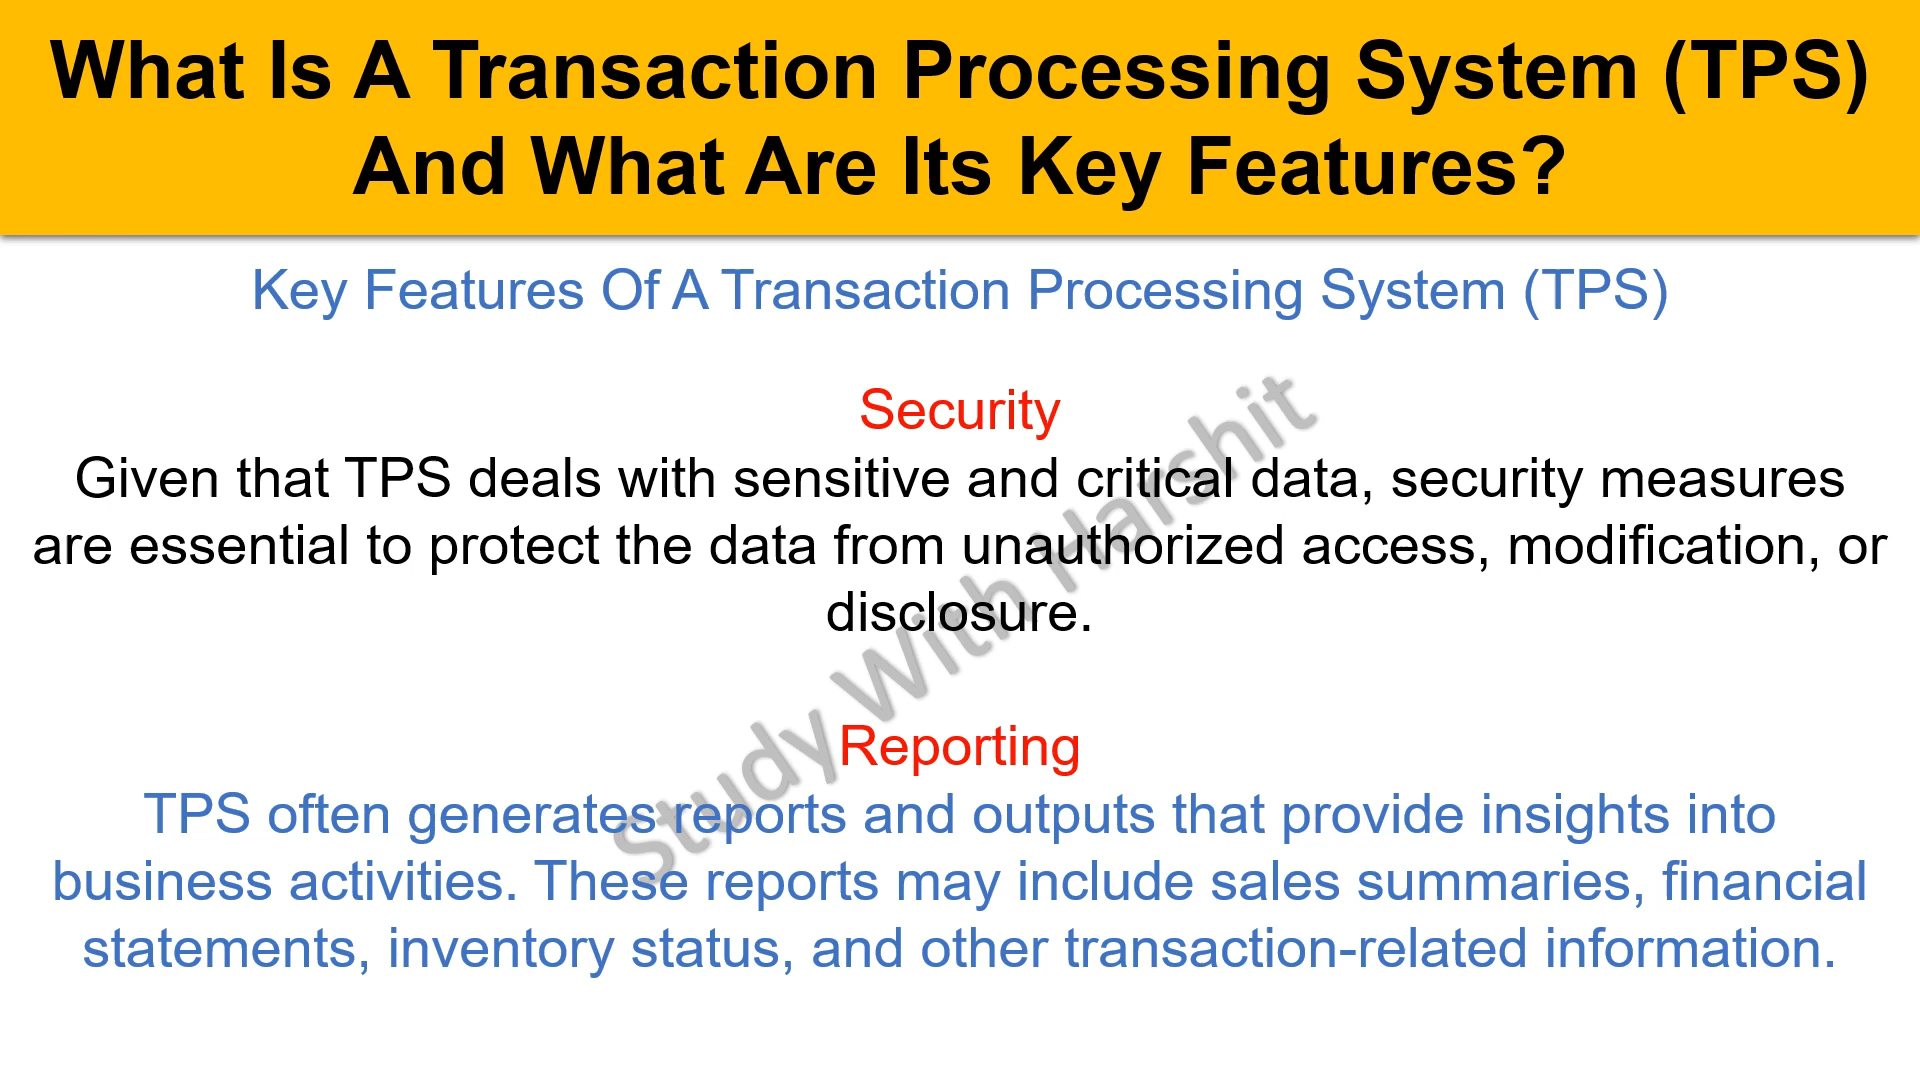 What Is A Transaction Processing System (TPS)
And What Are Its Key Features?
Key Features Of A Transaction Processing System (TPS)
Security
Given that TPS deals with sensitive and critical data, security measures
are essential to protect the data from unauthorized access, modification, or
disclosure.
Reporting
TPS often generates reports and outputs that provide insights into
business activities. These reports may include sales summaries, financial
statements, inventory status, and other transaction-related information.
Study With Harshit